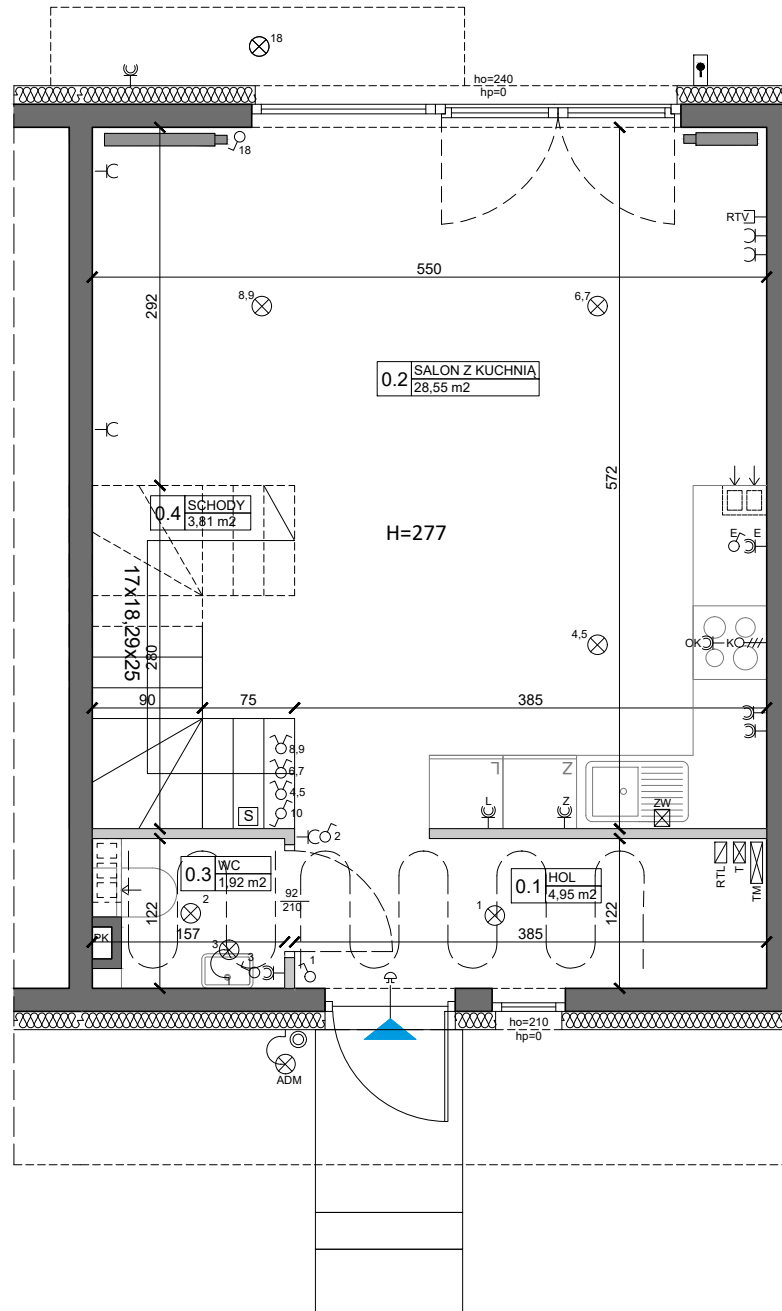 18
ho=240
hp=0
18
RTV
550
292
8,9
6,7
0.2
SALON Z KUCHNIĄ
28,55 m2
572
0.4
SCHODY
3,81 m2
H=277
E
E
17x18,29x25
280
4,5
OK
K
90
75
385
8,9
6,7
4,5
10
L
Z
S
L
Z
ZW
2
0.3
WC
1,92 m2
0.1
HOL
4,95 m2
RTL
T
TM
92
210
2
1
122
122
PK
157
3
3
385
1
ho=210
hp=0
ADM